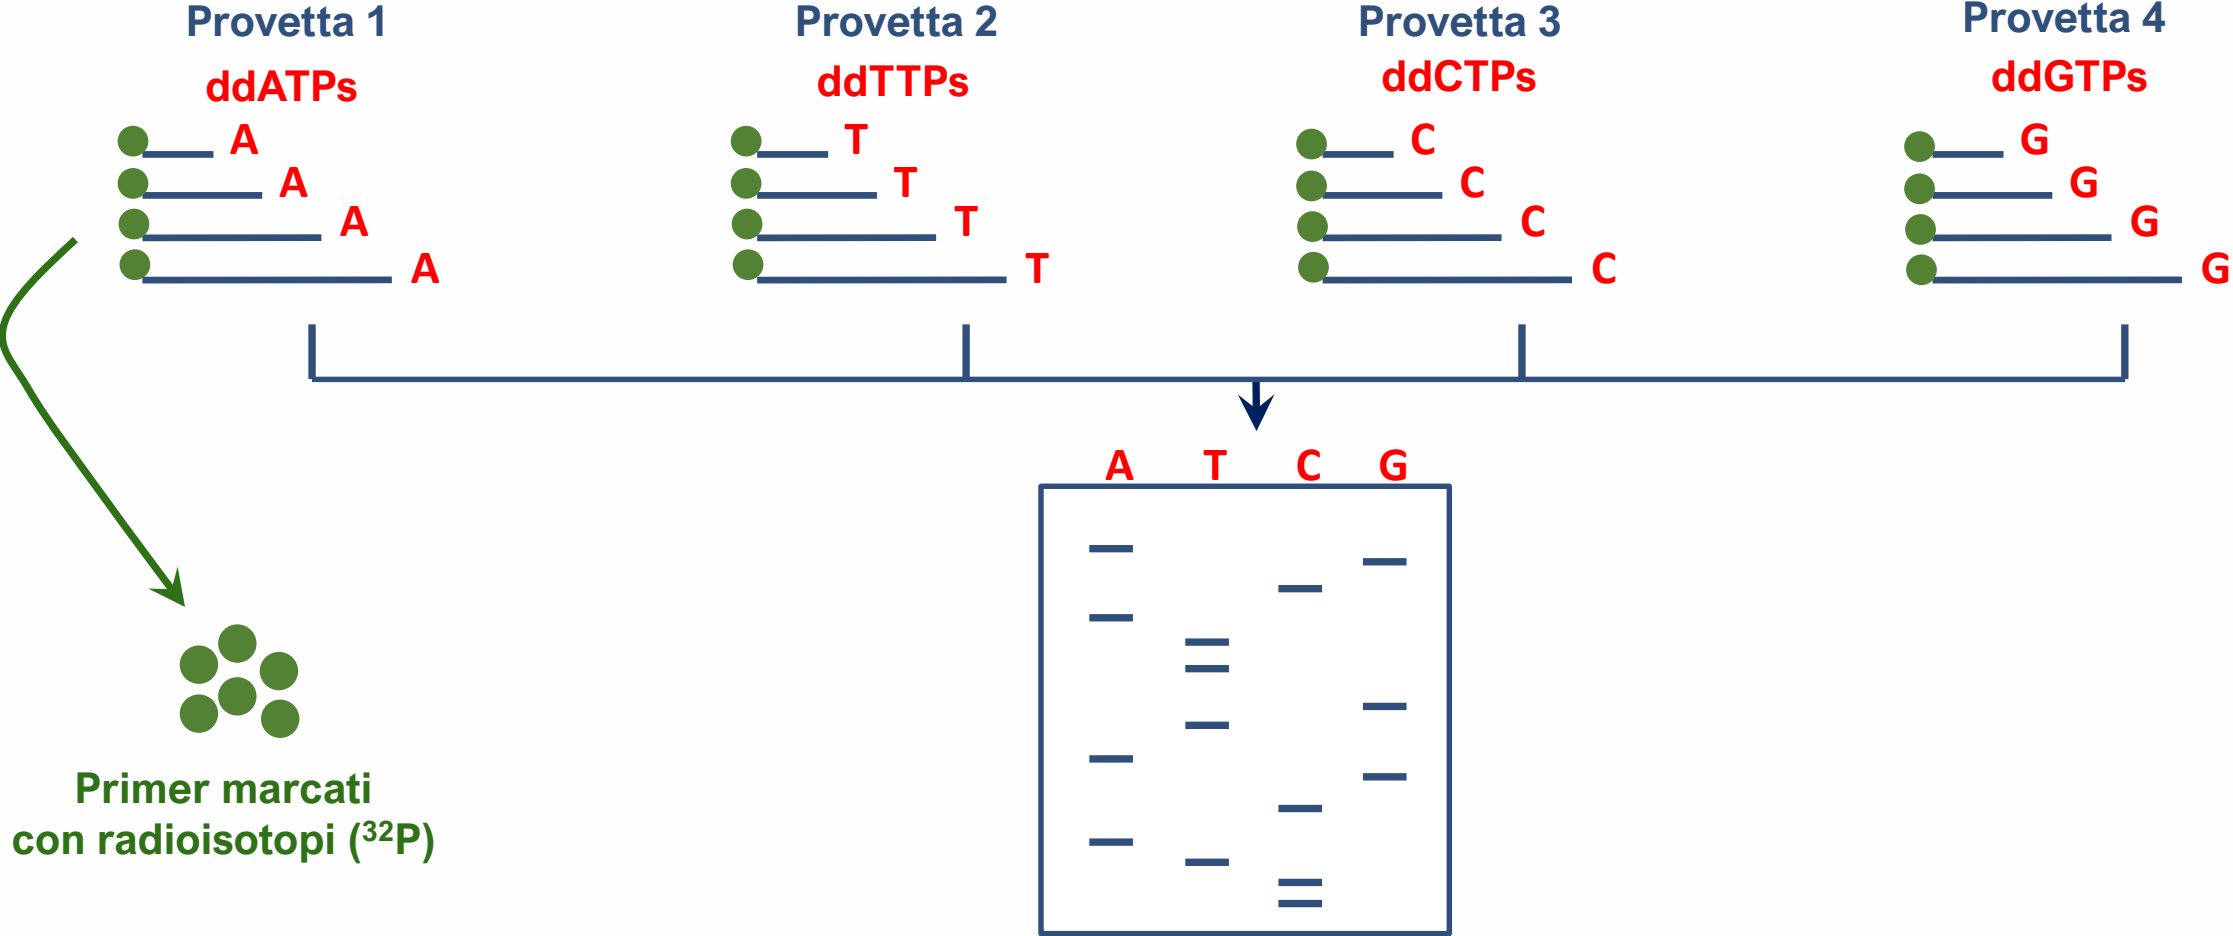 Provetta 1
ddATPs
A
A
A
A
Provetta 2
ddTTPs
T
T
T
T
Provetta 3
ddCTPs
C
C
C
C
Provetta 4
ddGTPs
G
G
G
G
A T C G
Primer marcati
con radioisotopi (³²P)